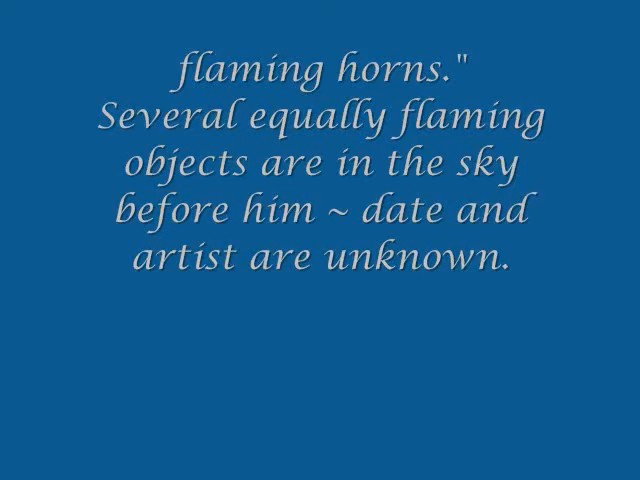 flaming horns."
Several equally flaming
objects are in the sky
before him ~ date and
artist are unknown.